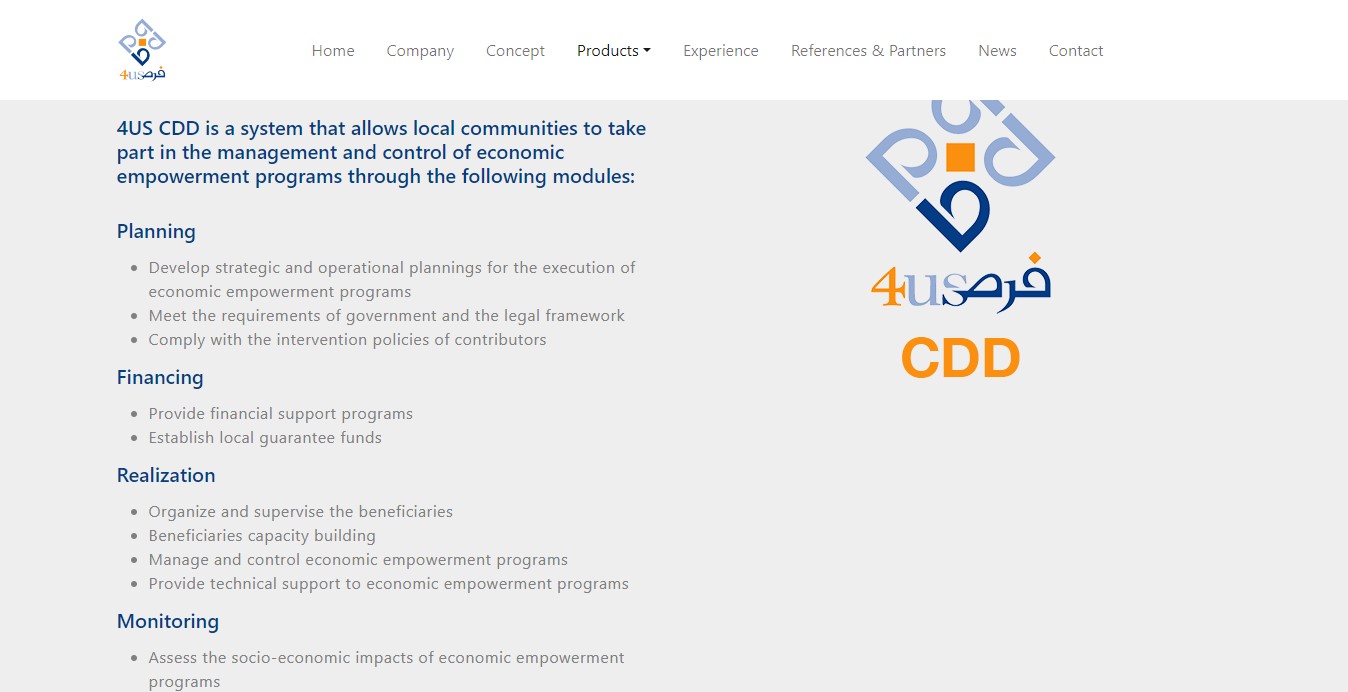 4usفرص
Home Company Concept Products Experience References & Partners News Contact
4US CDD is a system that allows local communities to take
part in the management and control of economic
empowerment programs through the following modules:
Planning
Develop strategic and operational plannings for the execution of
economic empowerment programs
Meet the requirements of government and the legal framework
Comply with the intervention policies of contributors
Financing
Provide financial support programs
Establish local guarantee funds
Realization
Organize and supervise the beneficiaries
Beneficiaries capacity building
Manage and control economic empowerment programs
Provide technical support to economic empowerment programs
Monitoring
Assess the socio-economic impacts of economic empowerment
programs
4usفرص
CDD